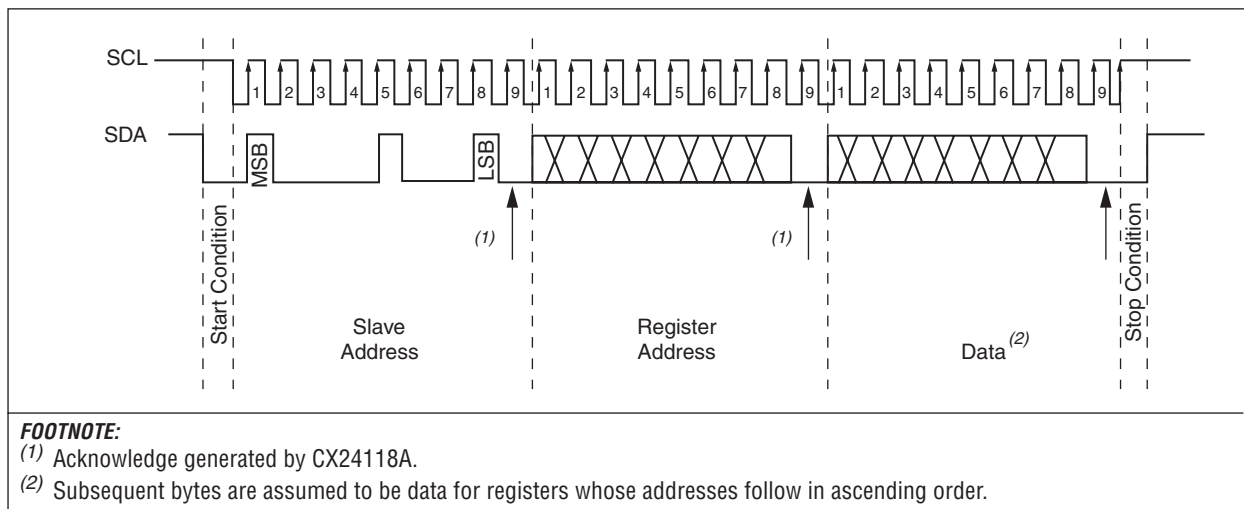 SCL
1 2 3 4 5 6 7 8 9 1 2 3 4 5 6 7 8 9 1 2 3 4 5 6 7 8 9
SDA
MSB
LSB
(1)
(1)
Start Condition
Slave
Address
Register
Address
Data (2)
Stop Condition
FOOTNOTE:
(1) Acknowledge generated by CX24118A.
(2) Subsequent bytes are assumed to be data for registers whose addresses follow in ascending order.